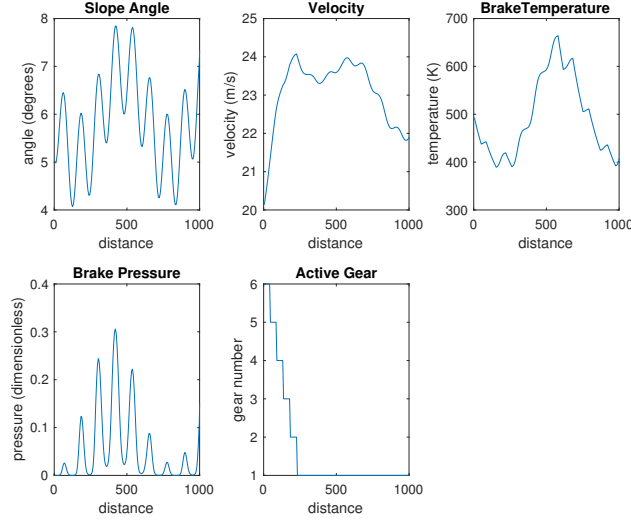 Slope Angle
8
7
6
5
4
angle (degrees)
0
500
1000
distance
Velocity
25
24
23
22
21
20
velocity (m/s)
0
500
1000
distance
BrakeTemperature
700
600
500
400
300
temperature (K)
0
500
1000
distance
Brake Pressure
0.4
0.3
0.2
0.1
0
pressure (dimensionless)
0
500
1000
distance
Active Gear
6
5
4
3
2
1
gear number
0
500
1000
distance